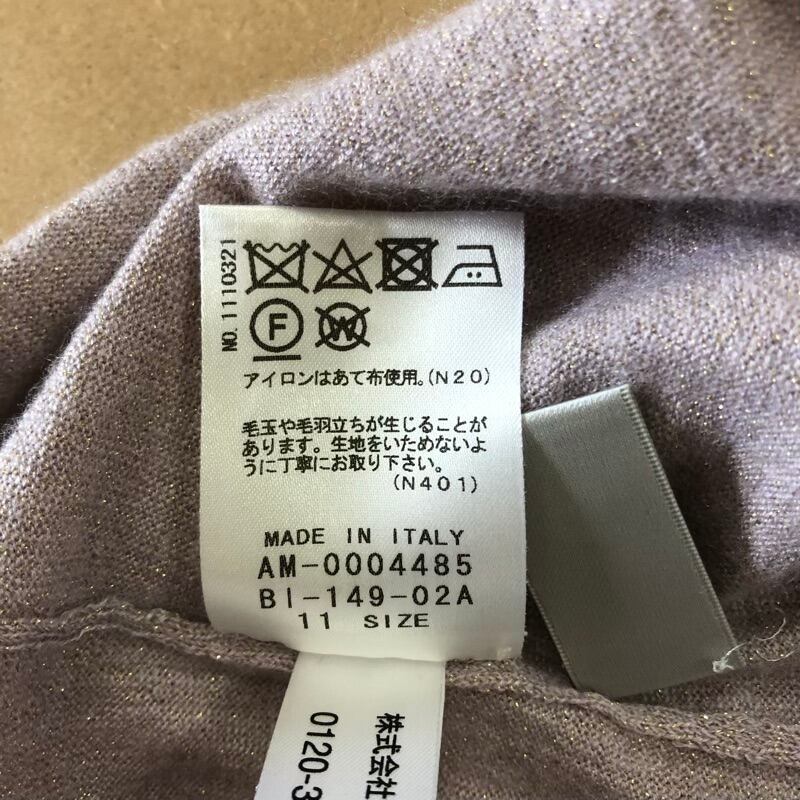 NO.1110321
F
W
アイロンはあて布使用。(N20)
毛玉や毛羽立ちが生じることが
あります。生地をいためないよ
うに丁寧にお取り下さい。
(N401)
MADE IN ITALY
AM-0004485
BI-149-02A
11 SIZE
株式会社
0120-3